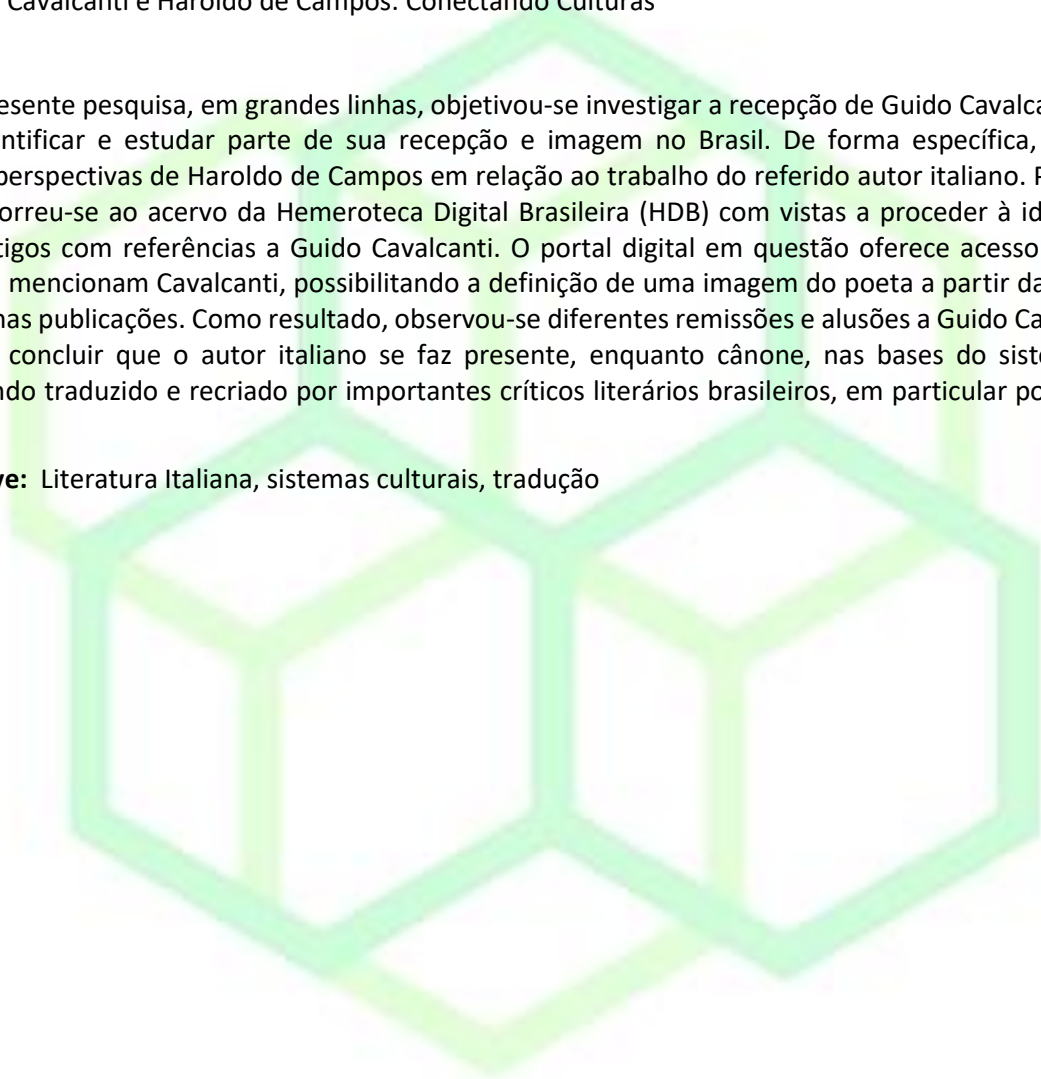 Cavalcanti e Haroldo de Campos: Conectando Culturas
esente pesquisa, em grandes linhas, objetivou-se investigar a recepção de Guido Cavalca
ntificar e estudar parte de sua recepção e imagem no Brasil. De forma específica,
perspectivas de Haroldo de Campos em relação ao trabalho do referido autor italiano. P
orreu-se ao acervo da Hemeroteca Digital Brasileira (HDB) com vistas a proceder à id
tigos com referências a Guido Cavalcanti. O portal digital em questão oferece acesso
mencionam Cavalcanti, possibilitando a definição de uma imagem do poeta a partir da
nas publicações. Como resultado, observou-se diferentes remissões e alusões a Guido Ca
concluir que o autor italiano se faz presente, enquanto cânone, nas bases do siste
ndo traduzido e recriado por importantes críticos literários brasileiros, em particular po
ve: Literatura Italiana, sistemas culturais, tradução